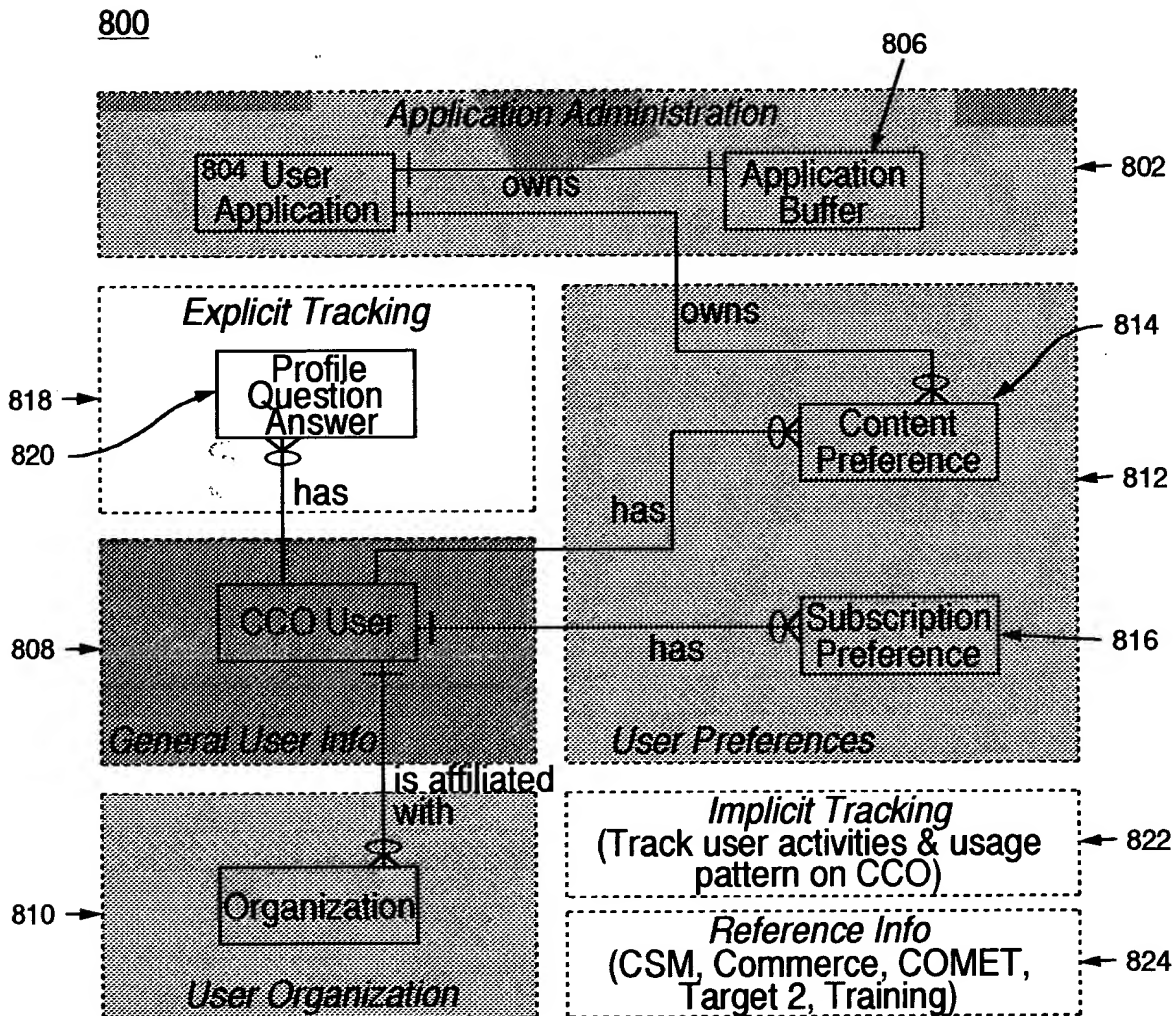 800
806
Application Administration
804 User
Application
owns
Application
Buffer
802
Explicit Tracking
owns
814
Profile
Question
Answer
818
820
Content
Preference
812
has
has
CCO User
808
has
Subscription
Preference
816
General User Info
User Preferences
is affiliated
with
Implicit Tracking
(Track user activities & usage
pattern on CCO)
822
Organization
810
Reference Info
(CSM, Commerce, COMET,
Target 2, Training)
824
User Organization